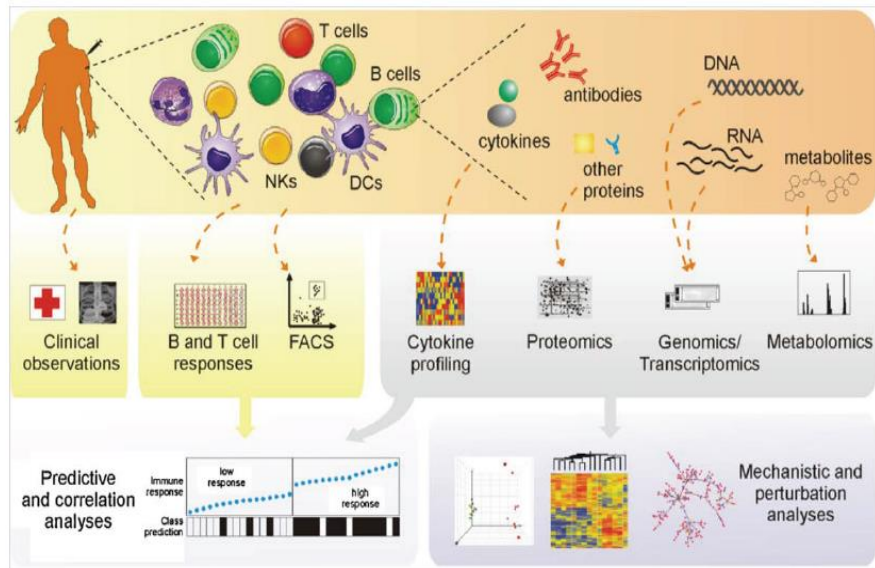 T cells
B cells
NKs
DCs
antibodies
cytokines
other
proteins
DNA
RNA
metabolites
Clinical
observations
B and T cell
responses
FACS
Cytokine
profiling
Proteomics
Genomics/
Transcriptomics
Metabolomics
Predictive
and correlation
analyses
Immune
response
low
response
high
response
Class
prediction
Mechanistic and
perturbation
analyses